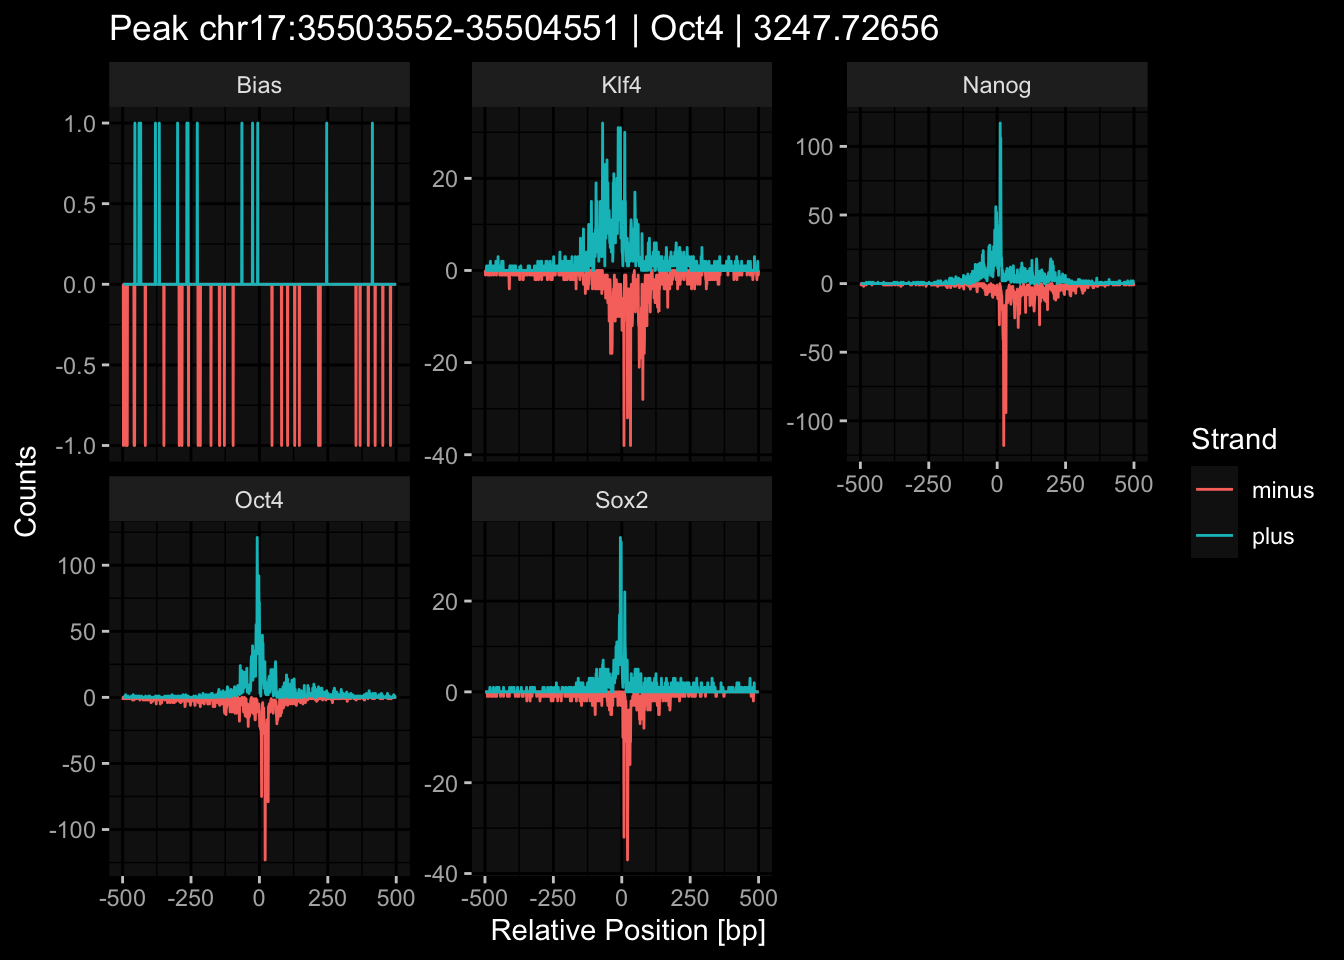 Peak chr17:35503552-35504551 | Oct4 | 3247.72656
Bias
Klf4
Nanog
1.0
0.5
0.0
-0.5
-1.0
20
0
-20
-40
100
50
0
-50
-100
-500 -250 0 250 500
Counts
Strand
minus
plus
Oct4
Sox2
100
50
0
-50
-100
20
0
-20
-40
-500 -250 0 250 500
-500 -250 0 250 500
Relative Position [bp]